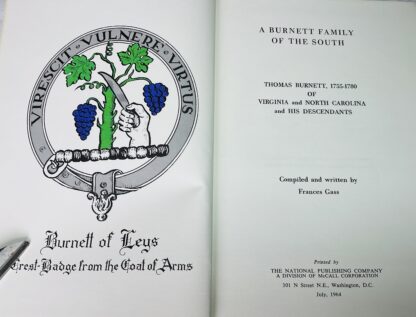 VIRESCIT VULNERE VIRTUS
Burnett of Leys
Crest-Badge from the Coat of Arms
A BURNETT FAMILY
OF THE SOUTH
THOMAS BURNETT, 1755-1780
OF
VIRGINIA and NORTH CAROLINA
and HIS DESCENDANTS
Compiled and written by
Frances Gass
Printed by
THE NATIONAL PUBLISHING COMPANY
A DIVISION OF McCALL CORPORATION
101 N Street N.E., Washington, D.C.
July, 1964